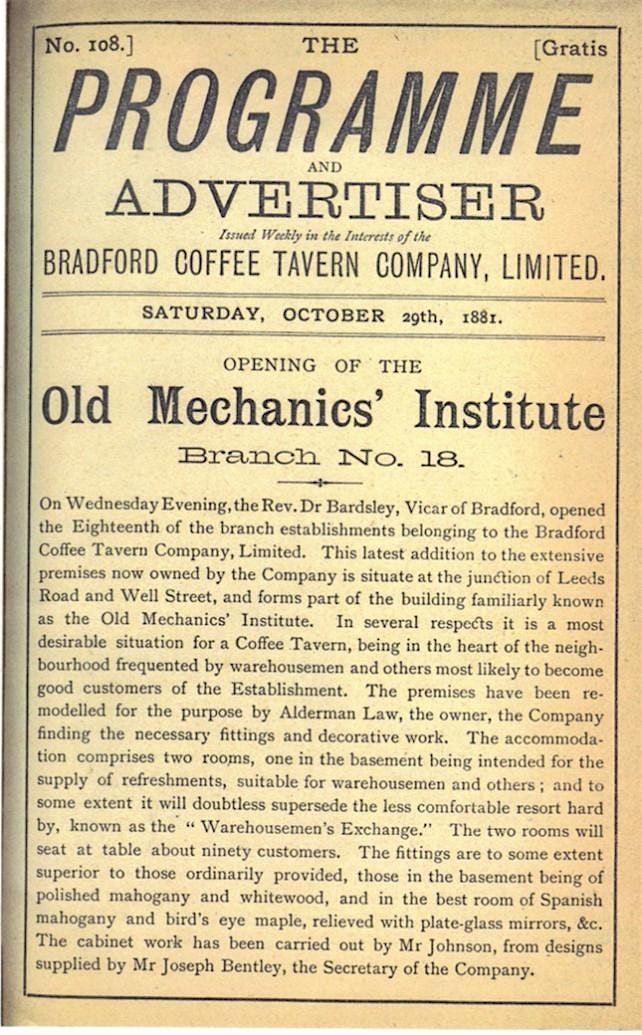 No. 108.] THE [Gratis
PROGRAMME
AND
ADVERTISER
Issued Weekly in the Interests of the
BRADFORD COFFEE TAVERN COMPANY, LIMITED.
SATURDAY, OCTOBER 29th, 1881.
OPENING OF THE
Old Mechanics' Institute
Branch No. 18.
On Wednesday Evening, the Rev. Dr Bardsley, Vicar of Bradford, opened
the Eighteenth of the branch establishments belonging to the Bradford
Coffee Tavern Company, Limited. This latest addition to the extensive
premises now owned by the Company is situate at the junction of Leeds
Road and Well Street, and forms part of the building familiarly known
as the Old Mechanics' Institute. In several respects it is a most
desirable situation for a Coffee Tavern, being in the heart of the neigh-
bourhood frequented by warehousemen and others most likely to become
good customers of the Establishment. The premises have been re-
modelled for the purpose by Alderman Law, the owner, the Company
finding the necessary fittings and decorative work. The accommoda-
tion comprises two rooms, one in the basement being intended for the
supply of refreshments, suitable for warehousemen and others ; and to
some extent it will doubtless supersede the less comfortable resort hard
by, known as the " Warehousemen's Exchange." The two rooms will
seat at table about ninety customers. The fittings are to some extent
superior to those ordinarily provided, those in the basement being of
polished mahogany and whitewood, and in the best room of Spanish
mahogany and bird's eye maple, relieved with plate-glass mirrors, &c.
The cabinet work has been carried out by Mr Johnson, from designs
supplied by Mr Joseph Bentley, the Secretary of the Company.